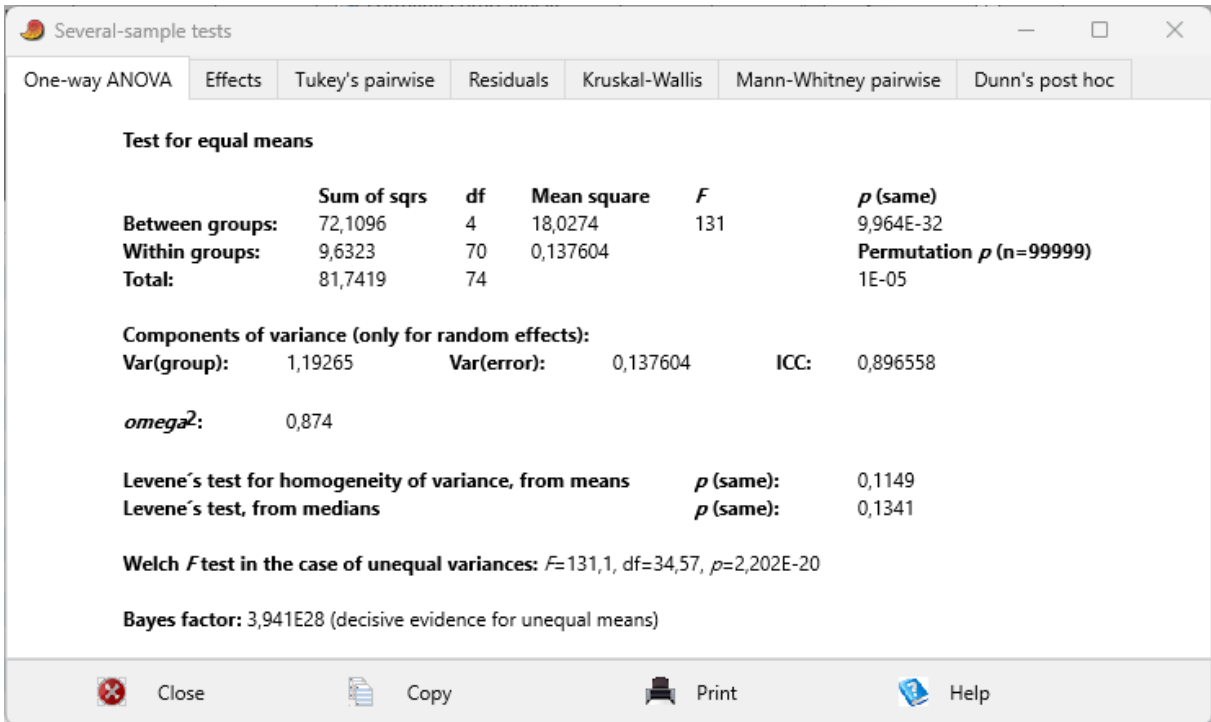 Several-sample tests
One-way ANOVA Effects Tukey's pairwise Residuals Kruskal-Wallis Mann-Whitney pairwise Dunn's post hoc
Test for equal means
Sum of sqrs df Mean square F p (same)
Between groups: 72,1096 4 18,0274 131 9,964E-32
Within groups: 9,6323 70 0,137604 Permutation p (n=99999)
Total: 81,7419 74 1E-05
Components of variance (only for random effects):
Var(group): 1,19265 Var(error): 0,137604 ICC: 0,896558
omega²: 0,874
Levene´s test for homogeneity of variance, from means p (same): 0,1149
Levene´s test, from medians p (same): 0,1341
Welch F test in the case of unequal variances: F=131,1, df=34,57, p=2,202E-20
Bayes factor: 3,941E28 (decisive evidence for unequal means)
Close Copy Print Help